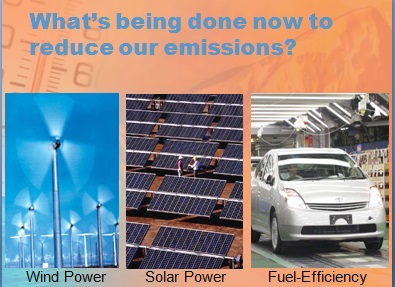 What's being done now to
reduce our emissions?
Wind Power Solar Power Fuel-Efficiency